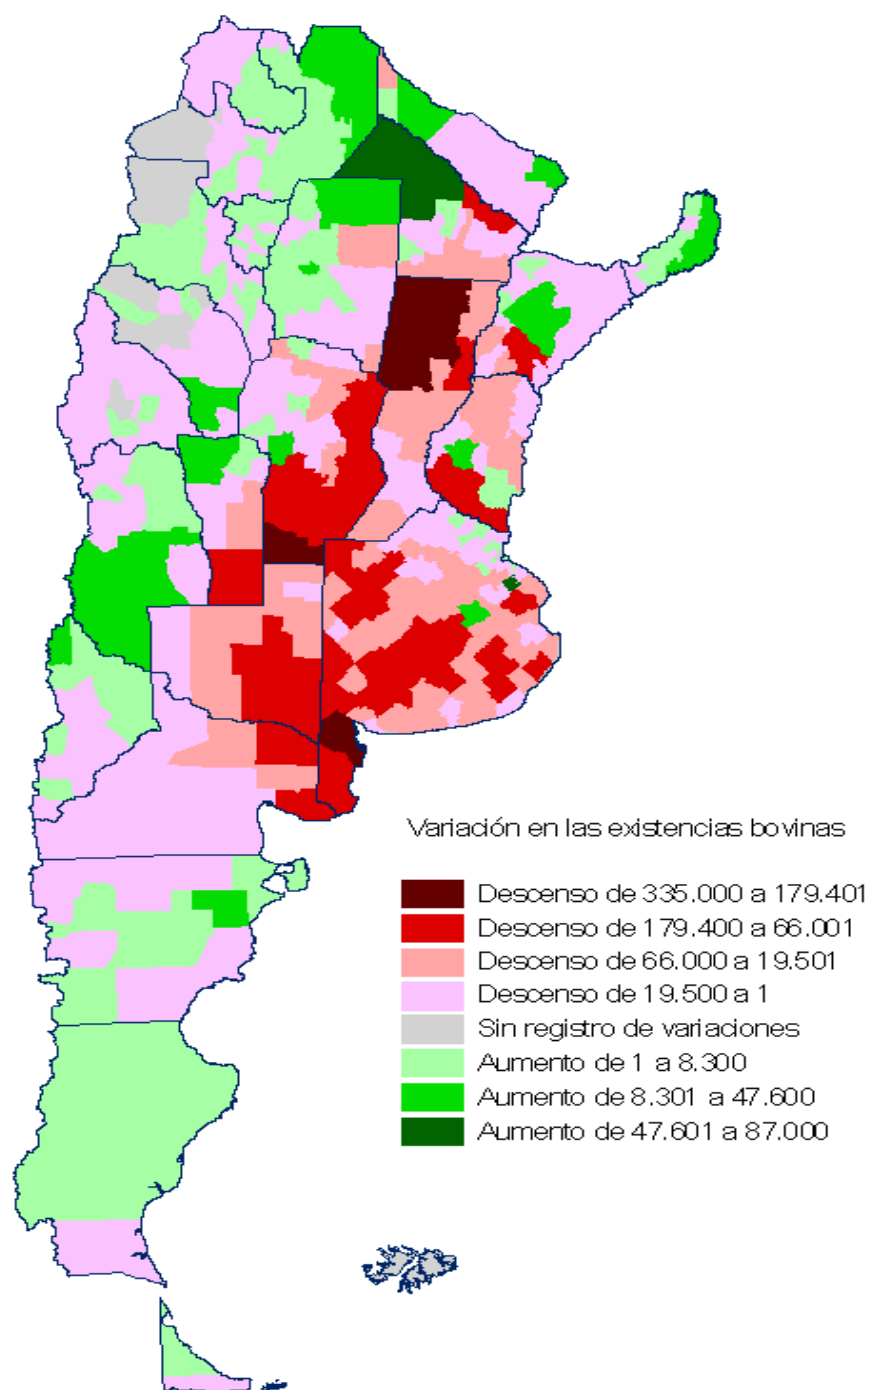 Variación en las existencias bovinas
Descenso de 335.000 a 179.401
Descenso de 179.400 a 66.001
Descenso de 66.000 a 19.501
Descenso de 19.500 a 1
Sin registro de variaciones
Aumento de 1 a 8.300
Aumento de 8.301 a 47.600
Aumento de 47.601 a 87.000